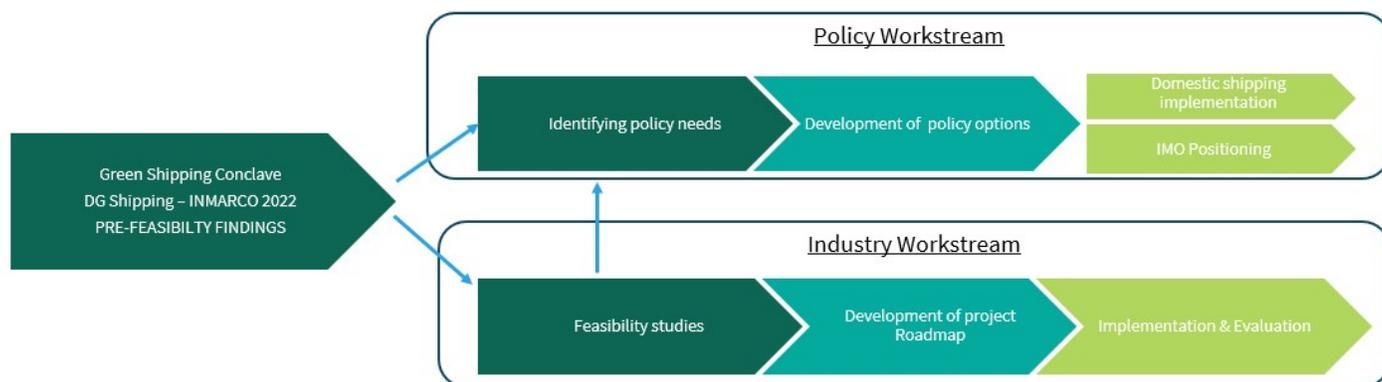 Policy Workstream
Identifying policy needs
Development of policy options
Domestic shipping
implementation
IMO Positioning
Green Shipping Conclave
DG Shipping – INMARCO 2022
PRE-FEASIBILTY FINDINGS
Industry Workstream
Feasibility studies
Development of project
Roadmap
Implementation & Evaluation